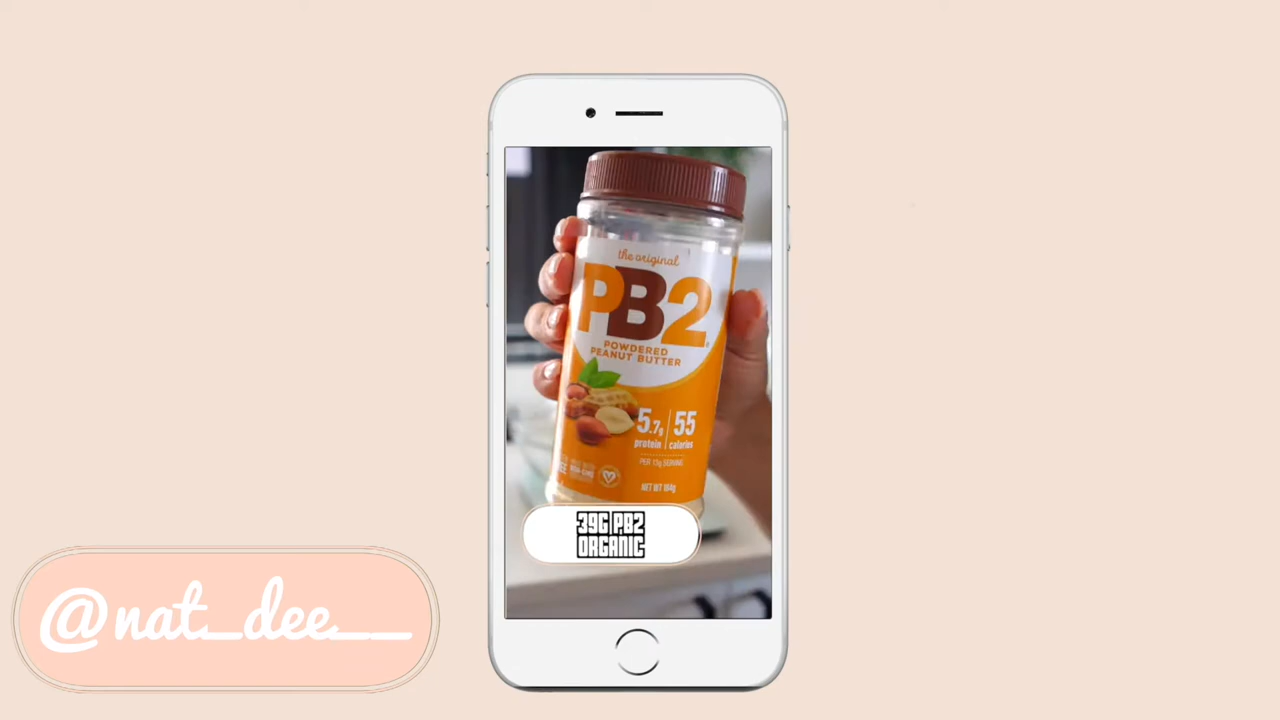 the original
PB2
POWDERED
PEANUT BUTTER
5.7g protein
55 calories
PER 13g SERVING
NET WT 184g
39G PB2
ORGANIC
@nat_dee__